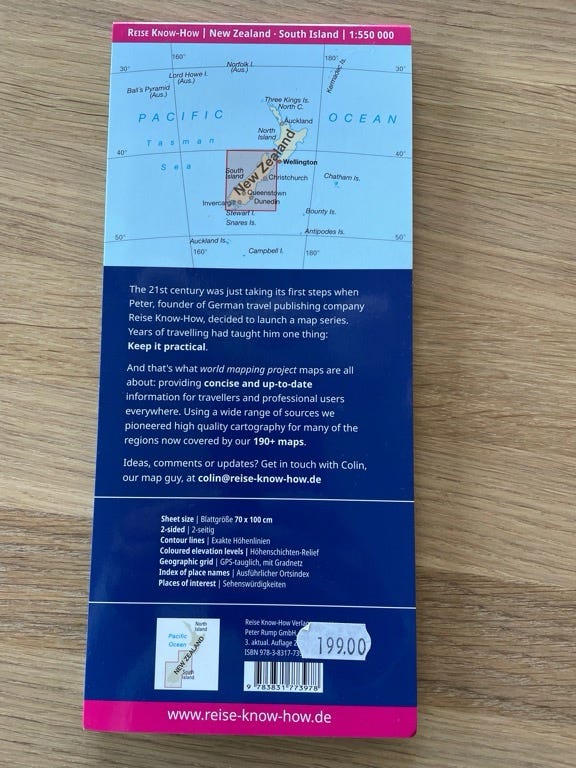 REISE KNOW-HOW | NEW ZEALAND · SOUTH ISLAND | 1:550 000
160°
180°
Norfolk I.
(Aus.)
Kermadec Is.
30°
30°
Lord Howe I.
(Aus.)
Ball's Pyramid
(Aus.)
Three Kings Is.
North C.
PACIFIC
OCEAN
Auckland
North
Island
Tasman
40°
40°
Wellington
Sea
South
Island
New Zealand
Christchurch
Chatham Is.
Queenstown
Invercargill
Dunedin
Stewart I.
Bounty Is.
Snares Is.
Antipodes Is.
50°
50°
Auckland Is.
160°
Campbell I.
180°
The 21st century was just taking its first steps when
Peter, founder of German travel publishing company
Reise Know-How, decided to launch a map series.
Years of travelling had taught him one thing:
Keep it practical.
And that's what world mapping project maps are all
about: providing concise and up-to-date
information for travellers and professional users
everywhere. Using a wide range of sources we
pioneered high quality cartography for many of the
regions now covered by our 190+ maps.
Ideas, comments or updates? Get in touch with Colin,
our map guy, at colin@reise-know-how.de
Sheet size | Blattgröße 70 x 100 cm
2-sided | 2-seitig
Contour lines | Exakte Höhenlinien
Coloured elevation levels | Höhenschichten-Relief
Geographic grid | GPS-tauglich, mit Gradnetz
Index of place names | Ausführlicher Ortsindex
Places of interest | Sehenswürdigkeiten
North
Island
Pacific
Ocean
NEW ZEALAND
South
Island
Reise Know-How Verlag
Peter Rump GmbH,
3. aktual. Auflage
ISBN 978-3-8317-73
199,00
9 783831 773978
www.reise-know-how.de